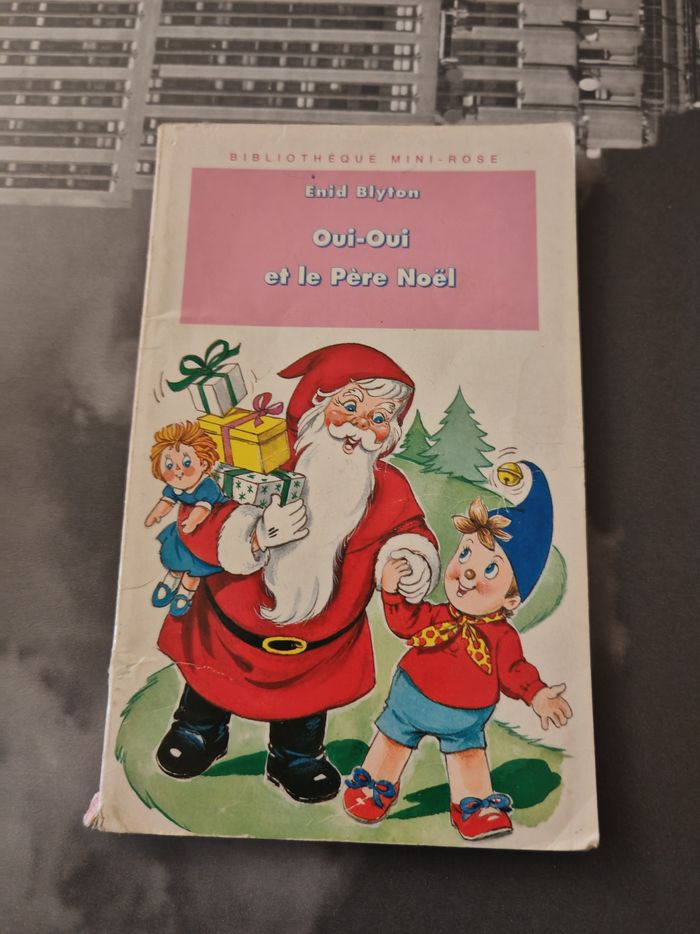 BIBLIOTHÈQUE MINI-ROSE
Enid Blyton
Oui-Oui
et le Père Noël